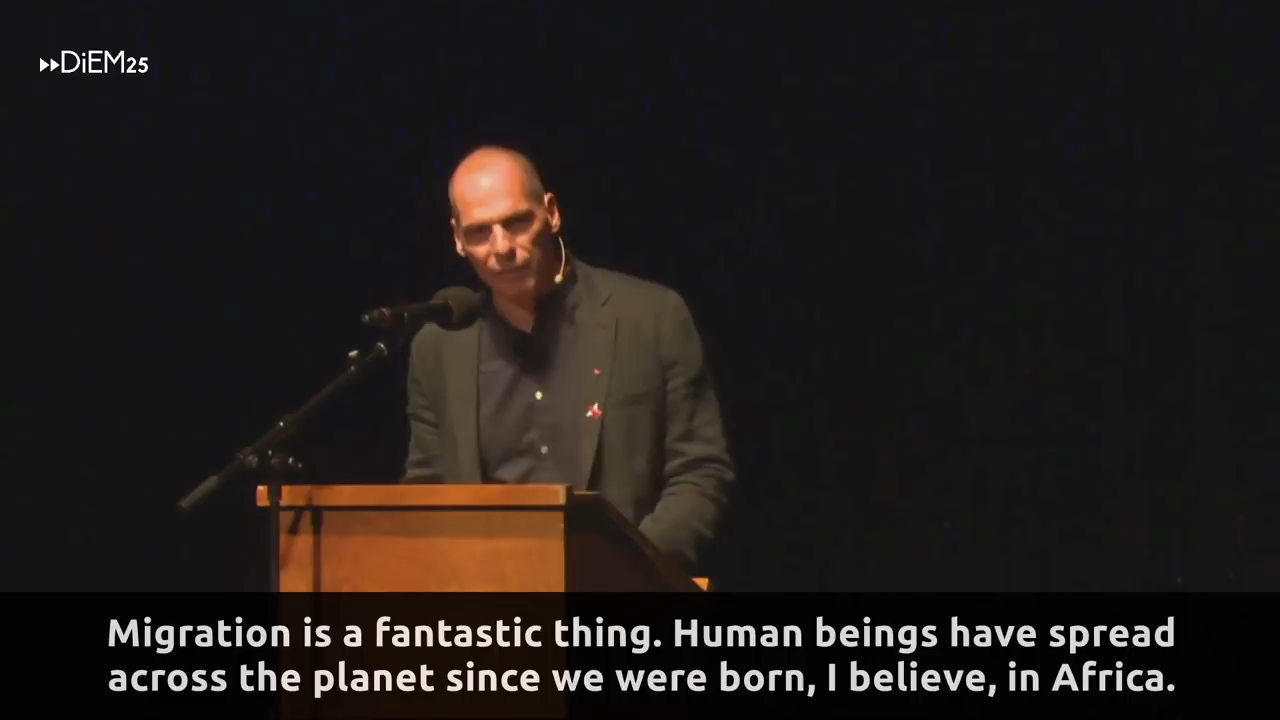 DiEM25
Migration is a fantastic thing. Human beings have spread
across the planet since we were born, I believe, in Africa.